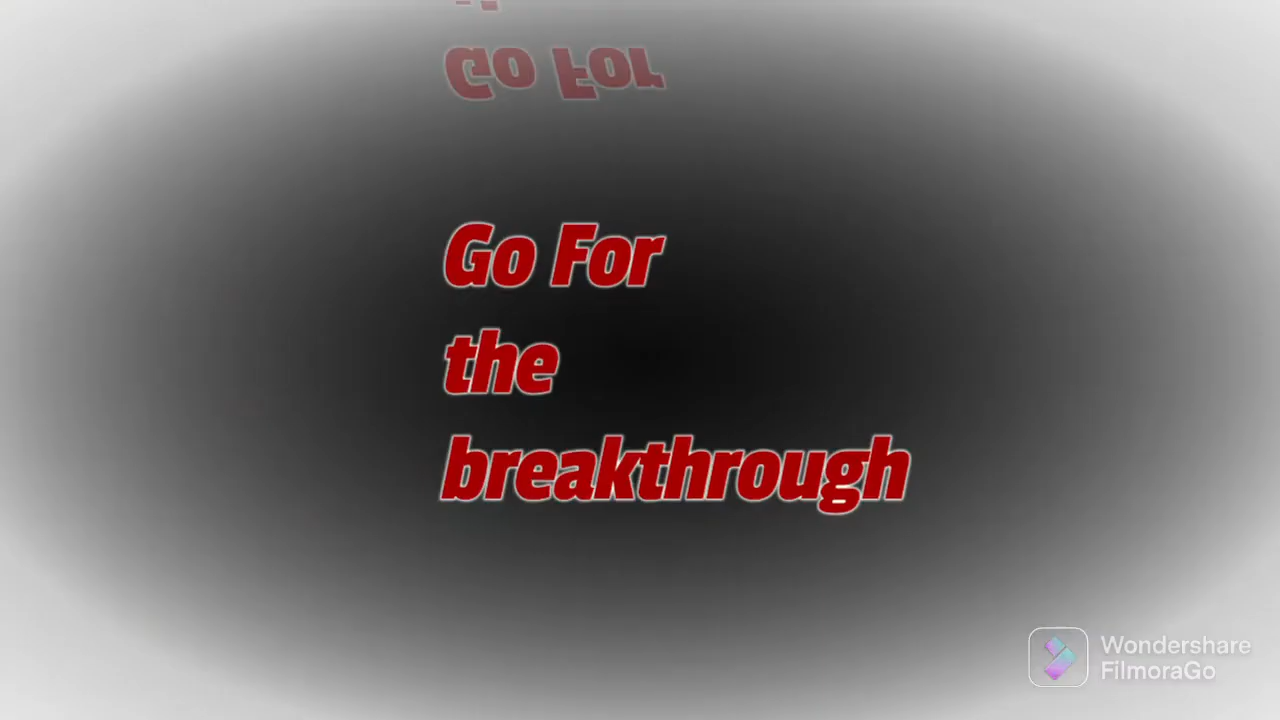 Go For
Go For
the
breakthrough
Wondershare
FilmoraGo